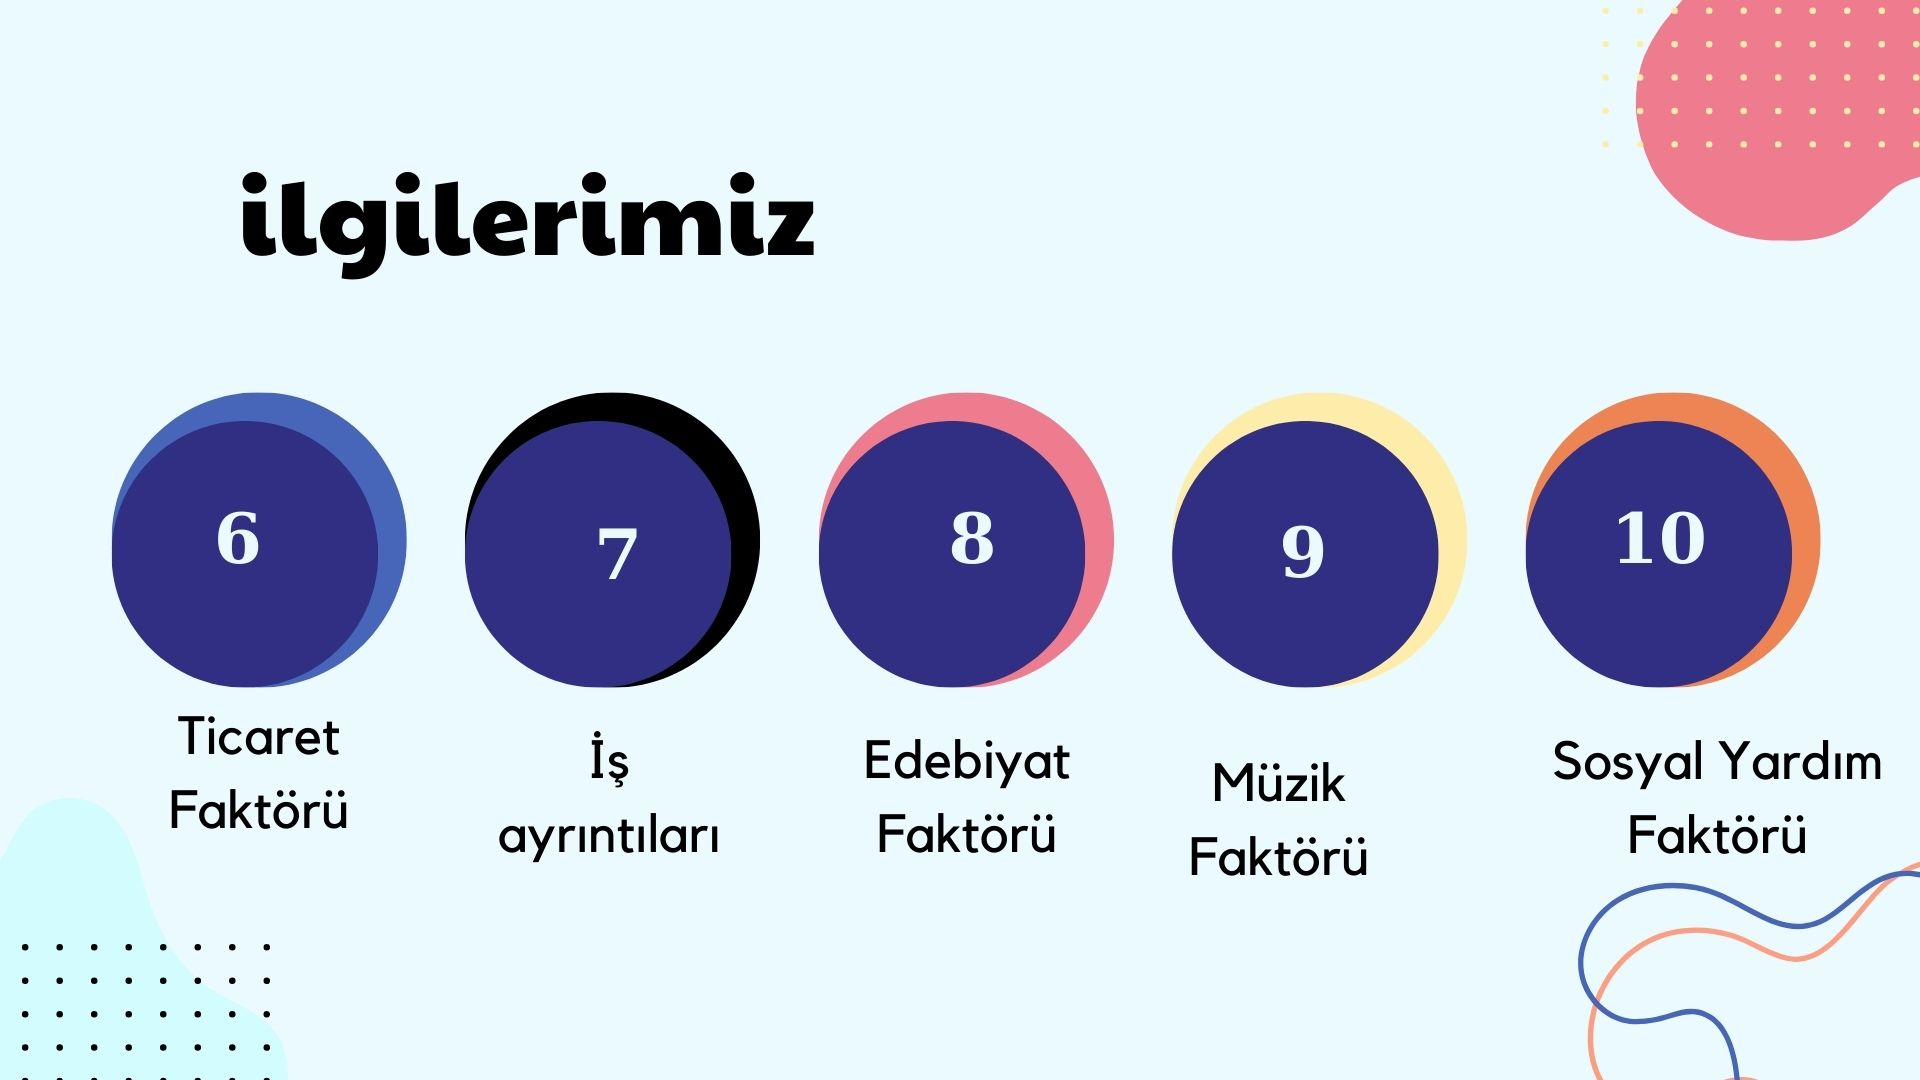 ilgilerimiz
6
7
8
9
10
Ticaret
Faktörü
İş
ayrıntıları
Edebiyat
Faktörü
Müzik
Faktörü
Sosyal Yardım
Faktörü